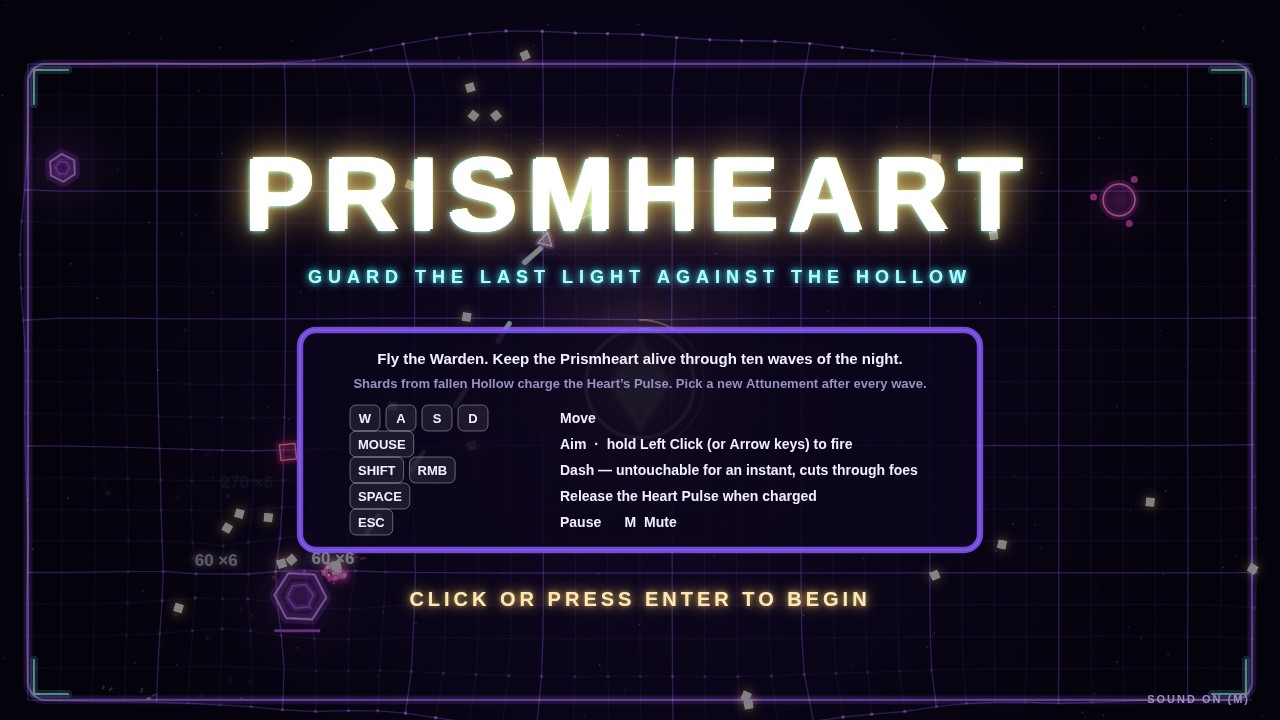 PRISMHEART
GUARD THE LAST LIGHT AGAINST THE HOLLOW
Fly the Warden. Keep the Prismheart alive through ten waves of the night.
Shards from fallen Hollow charge the Heart's Pulse. Pick a new Attunement after every wave.
W A S D Move
MOUSE Aim · hold Left Click (or Arrow keys) to fire
SHIFT RMB Dash — untouchable for an instant, cuts through foes
270 ×6
SPACE Release the Heart Pulse when charged
ESC Pause M Mute
60 ×6 60 ×6
CLICK OR PRESS ENTER TO BEGIN
SOUND ON (M)